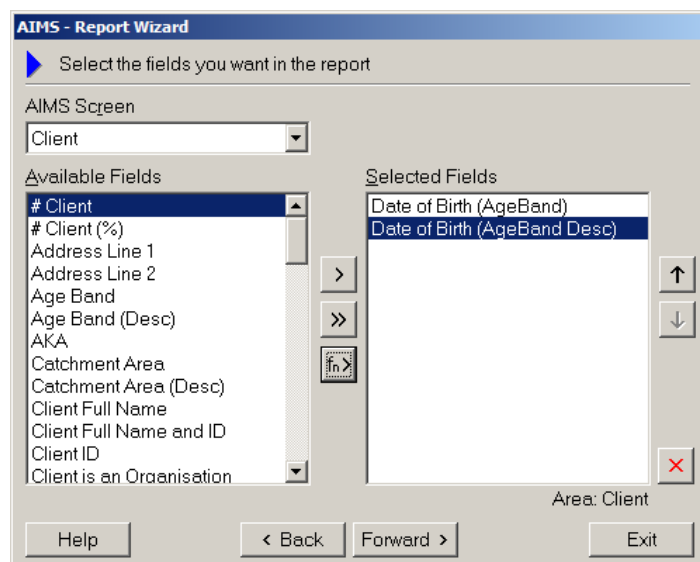 AIMS - Report Wizard
Select the fields you want in the report
AIMS Screen
Client
Available Fields
# Client
# Client (%)
Address Line 1
Address Line 2
Age Band
Age Band (Desc)
AKA
Catchment Area
Catchment Area (Desc)
Client Full Name
Client Full Name and ID
Client ID
Client is an Organisation
>
»
fn>
Selected Fields
Date of Birth (AgeBand)
Date of Birth (AgeBand Desc)
Area: Client
Help
< Back
Forward >
Exit